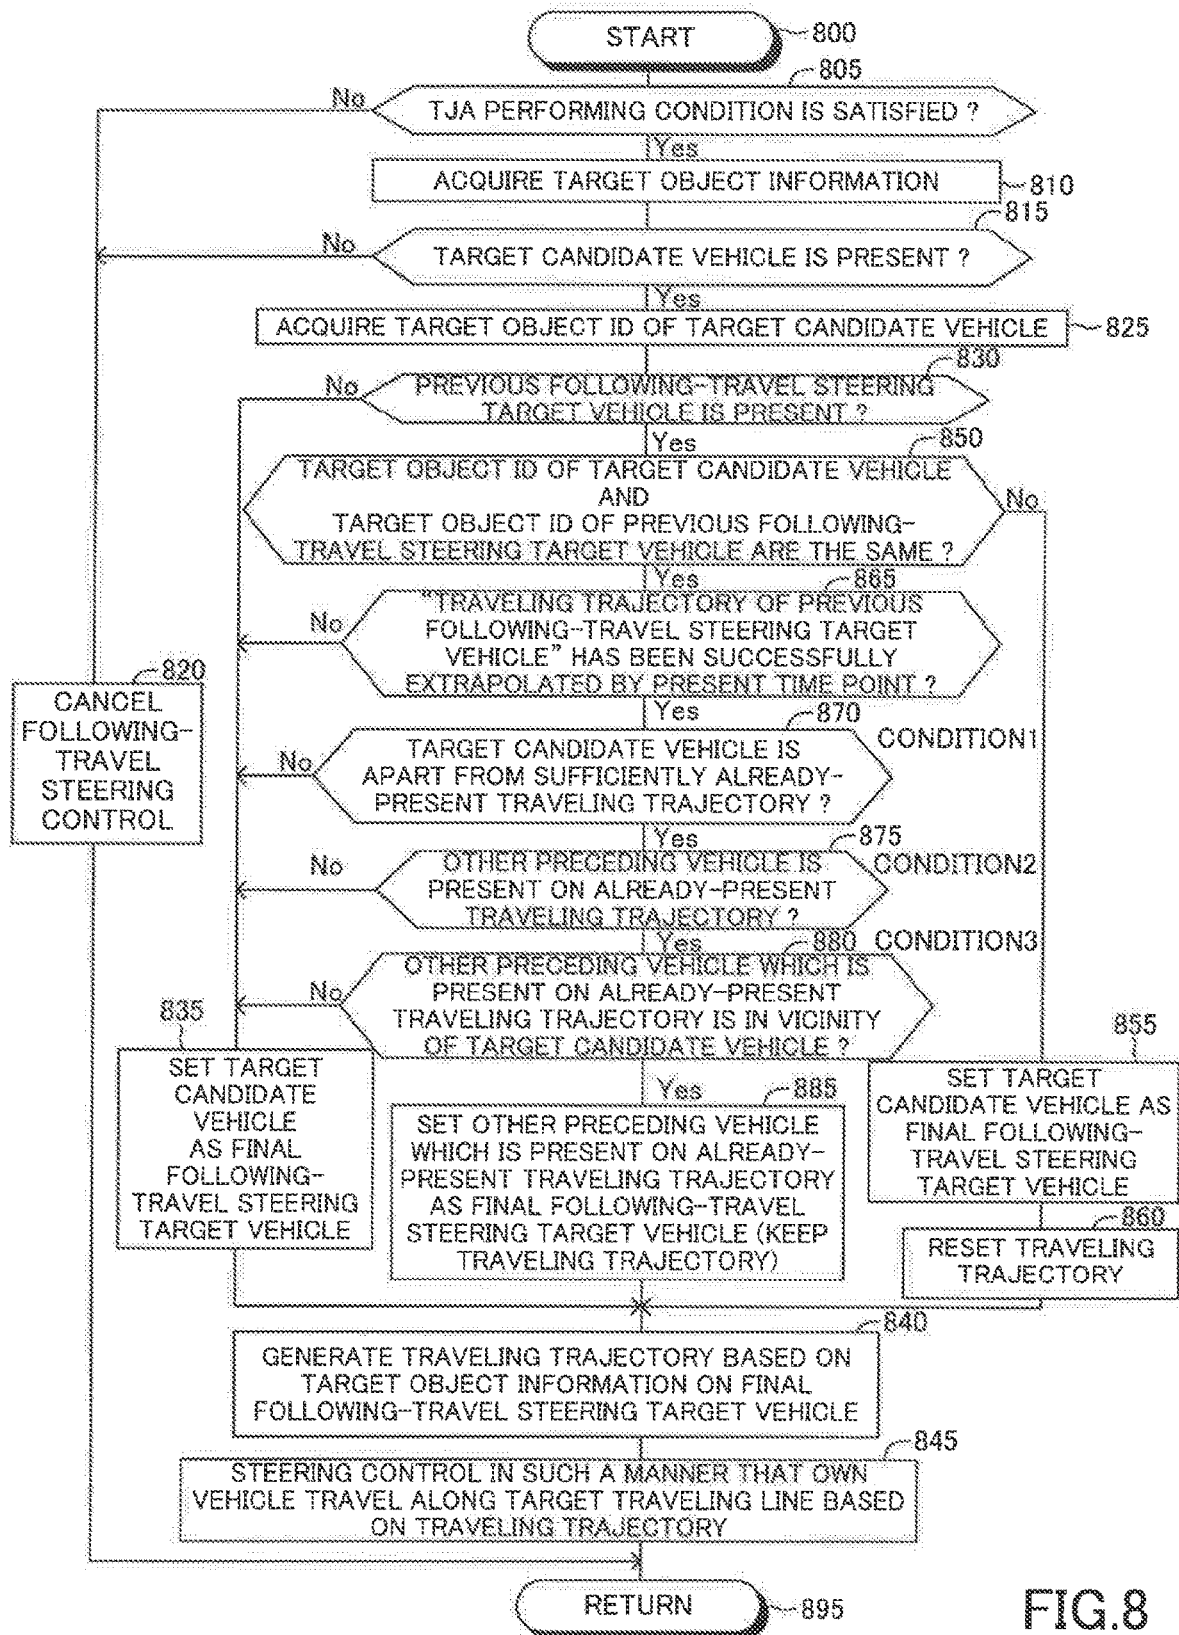 START
800
805
No
TJA PERFORMING CONDITION IS SATISFIED ?
Yes
ACQUIRE TARGET OBJECT INFORMATION
810
815
No
TARGET CANDIDATE VEHICLE IS PRESENT ?
Yes
ACQUIRE TARGET OBJECT ID OF TARGET CANDIDATE VEHICLE
825
830
No
PREVIOUS FOLLOWING-TRAVEL STEERING
TARGET VEHICLE IS PRESENT ?
Yes
850
TARGET OBJECT ID OF TARGET CANDIDATE VEHICLE
AND
TARGET OBJECT ID OF PREVIOUS FOLLOWING-
TRAVEL STEERING TARGET VEHICLE ARE THE SAME ?
No
Yes
865
"TRAVELING TRAJECTORY OF PREVIOUS
FOLLOWING-TRAVEL STEERING TARGET
VEHICLE" HAS BEEN SUCCESSFULLY
EXTRAPOLATED BY PRESENT TIME POINT ?
No
Yes
820
CANCEL
FOLLOWING-
TRAVEL
STEERING
CONTROL
870
CONDITION1
TARGET CANDIDATE VEHICLE IS
APART FROM SUFFICIENTLY ALREADY-
PRESENT TRAVELING TRAJECTORY ?
No
Yes
875
CONDITION2
OTHER PRECEDING VEHICLE IS
PRESENT ON ALREADY-PRESENT
TRAVELING TRAJECTORY ?
No
Yes
880
CONDITION3
OTHER PRECEDING VEHICLE WHICH IS
PRESENT ON ALREADY-PRESENT
TRAVELING TRAJECTORY IS IN VICINITY
OF TARGET CANDIDATE VEHICLE ?
No
Yes
835
SET TARGET
CANDIDATE
VEHICLE
AS FINAL
FOLLOWING-
TRAVEL STEERING
TARGET VEHICLE
885
SET OTHER PRECEDING VEHICLE
WHICH IS PRESENT ON ALREADY-
PRESENT TRAVELING TRAJECTORY
AS FINAL FOLLOWING-TRAVEL
STEERING TARGET VEHICLE (KEEP
TRAVELING TRAJECTORY)
855
SET TARGET
CANDIDATE VEHICLE AS
FINAL FOLLOWING-
TRAVEL STEERING
TARGET VEHICLE
860
RESET TRAVELING
TRAJECTORY
840
GENERATE TRAVELING TRAJECTORY BASED ON
TARGET OBJECT INFORMATION ON FINAL
FOLLOWING-TRAVEL STEERING TARGET VEHICLE
845
STEERING CONTROL IN SUCH A MANNER THAT OWN
VEHICLE TRAVEL ALONG TARGET TRAVELING LINE BASED
ON TRAVELING TRAJECTORY
RETURN
895
FIG.8